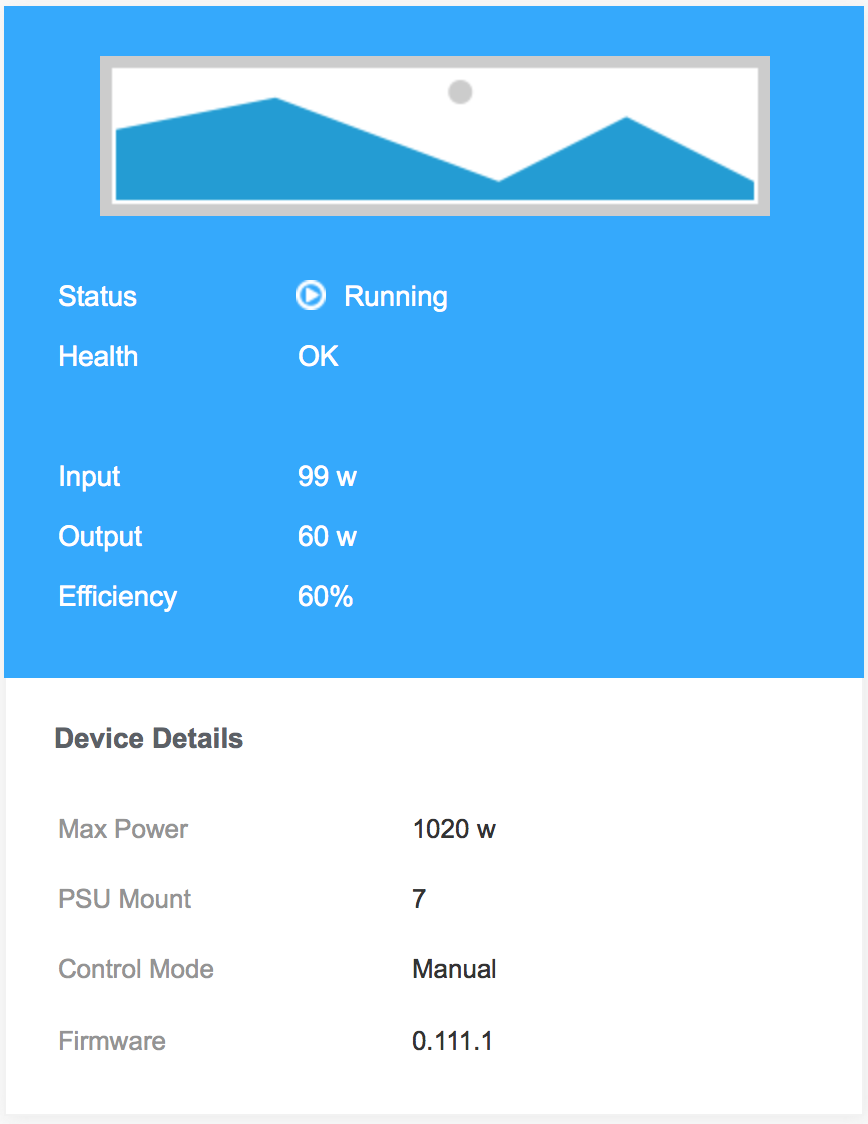 Status Running
Health OK
Input 99 w
Output 60 w
Efficiency 60%
Device Details
Max Power 1020 w
PSU Mount 7
Control Mode Manual
Firmware 0.111.1